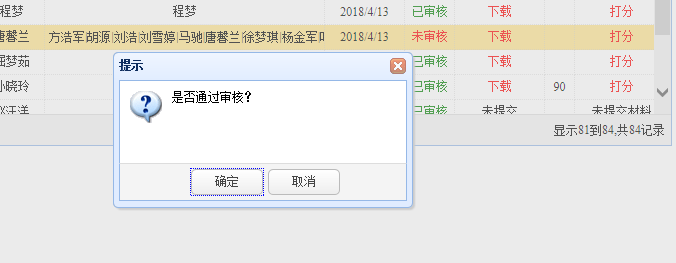 程梦 程梦 2018/4/13 已审核 下载 打分
唐馨兰 方浩军|胡源|刘浩|刘雪婷|马驰|唐馨兰|徐梦琪|杨金军 2018/4/13 未审核 下载 打分
梦茹 已审核 下载 打分
提示
小晓玲 已审核 下载 90 打分
是否通过审核?
汪洋 已审核 未提交 未提交材料
显示81到84,共84记录
确定 取消